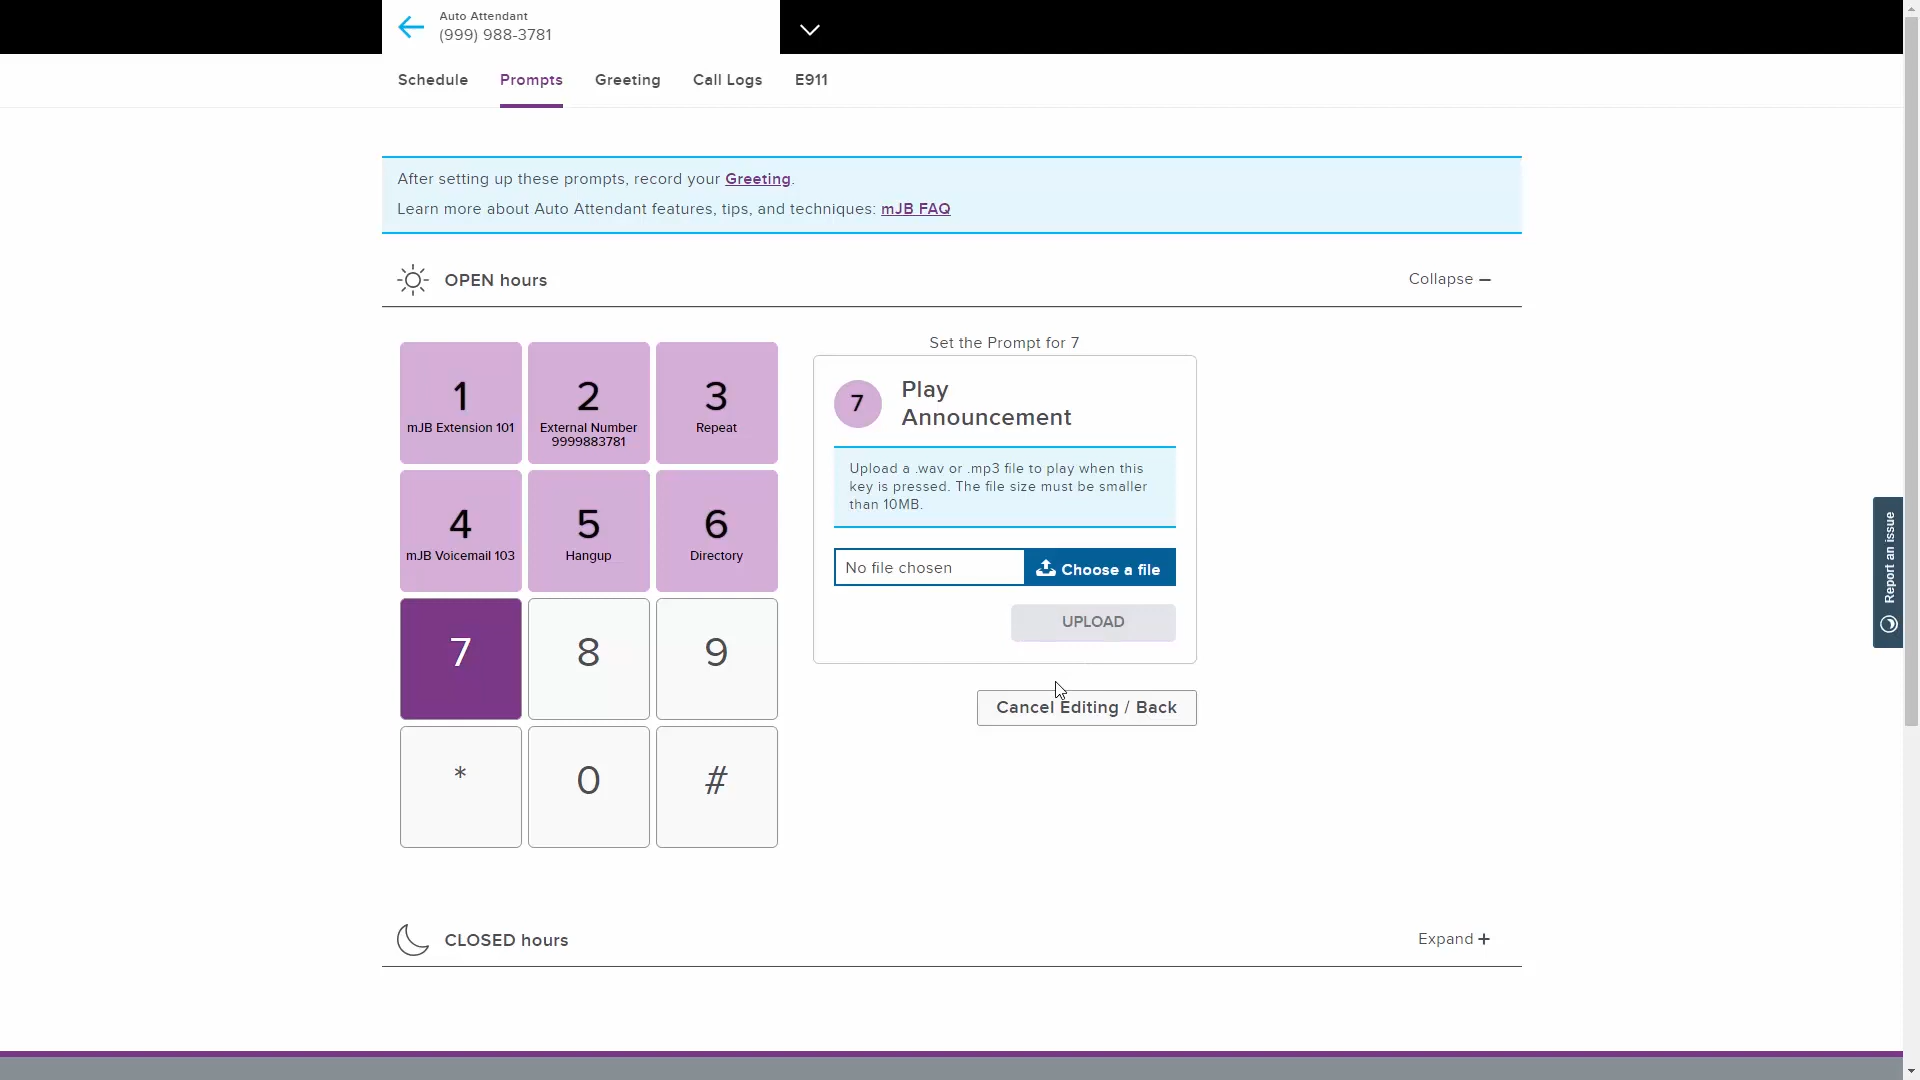 Auto Attendant
(999) 988-3781
Schedule
Prompts
Greeting
Call Logs
E911
After setting up these prompts, record your Greeting.
Learn more about Auto Attendant features, tips, and techniques: mJB FAQ
OPEN hours
Collapse –
1
mJB Extension 101
2
External Number
9999883781
3
Repeat
4
mJB Voicemail 103
5
Hangup
6
Directory
7
8
9
*
0
#
Set the Prompt for 7
7
Play
Announcement
Upload a .wav or .mp3 file to play when this
key is pressed. The file size must be smaller
than 10MB.
No file chosen
Choose a file
UPLOAD
Cancel Editing / Back
Report an issue
CLOSED hours
Expand +